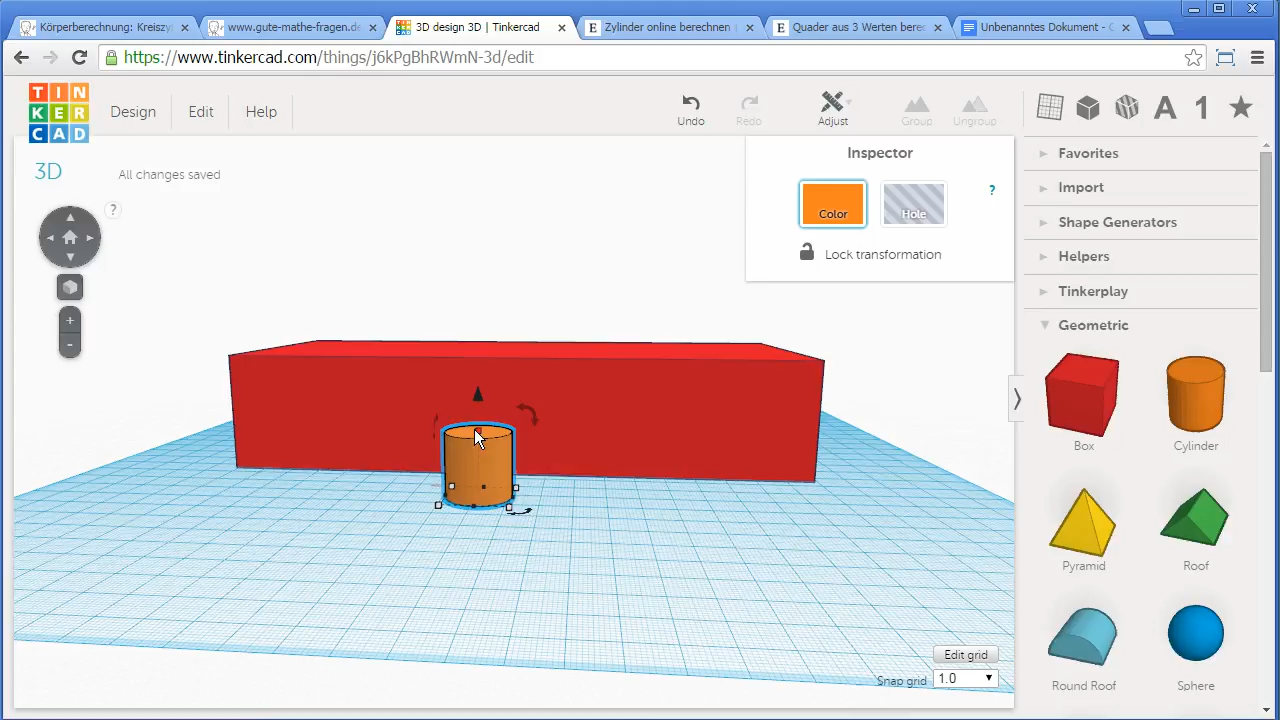 Körperberechnung: Kreiszy
www.gute-mathe-fragen.de
3D design 3D | Tinkercad
E Zylinder online berechnen
E Quader aus 3 Werten bere
Unbenanntes Dokument - G
https://www.tinkercad.com/things/j6kPgBhRWmN-3d/edit
TIN
KER
CAD
Design
Edit
Help
Undo
Redo
Adjust
Group
Ungroup
A
1
3D
All changes saved
?
+
-
Inspector
Color
Hole
?
Lock transformation
Favorites
Import
Shape Generators
Helpers
Tinkerplay
Geometric
Box
Cylinder
Pyramid
Roof
Round Roof
Sphere
Edit grid
Snap grid 1.0